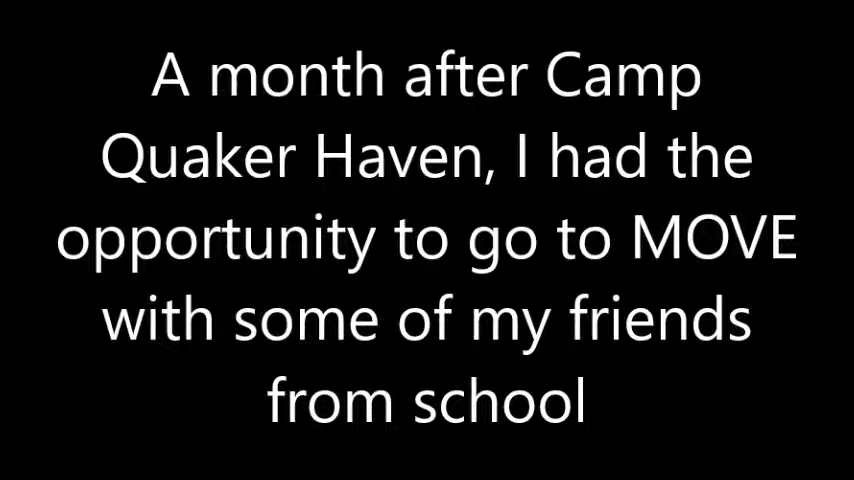 A month after Camp
Quaker Haven, I had the
opportunity to go to MOVE
with some of my friends
from school